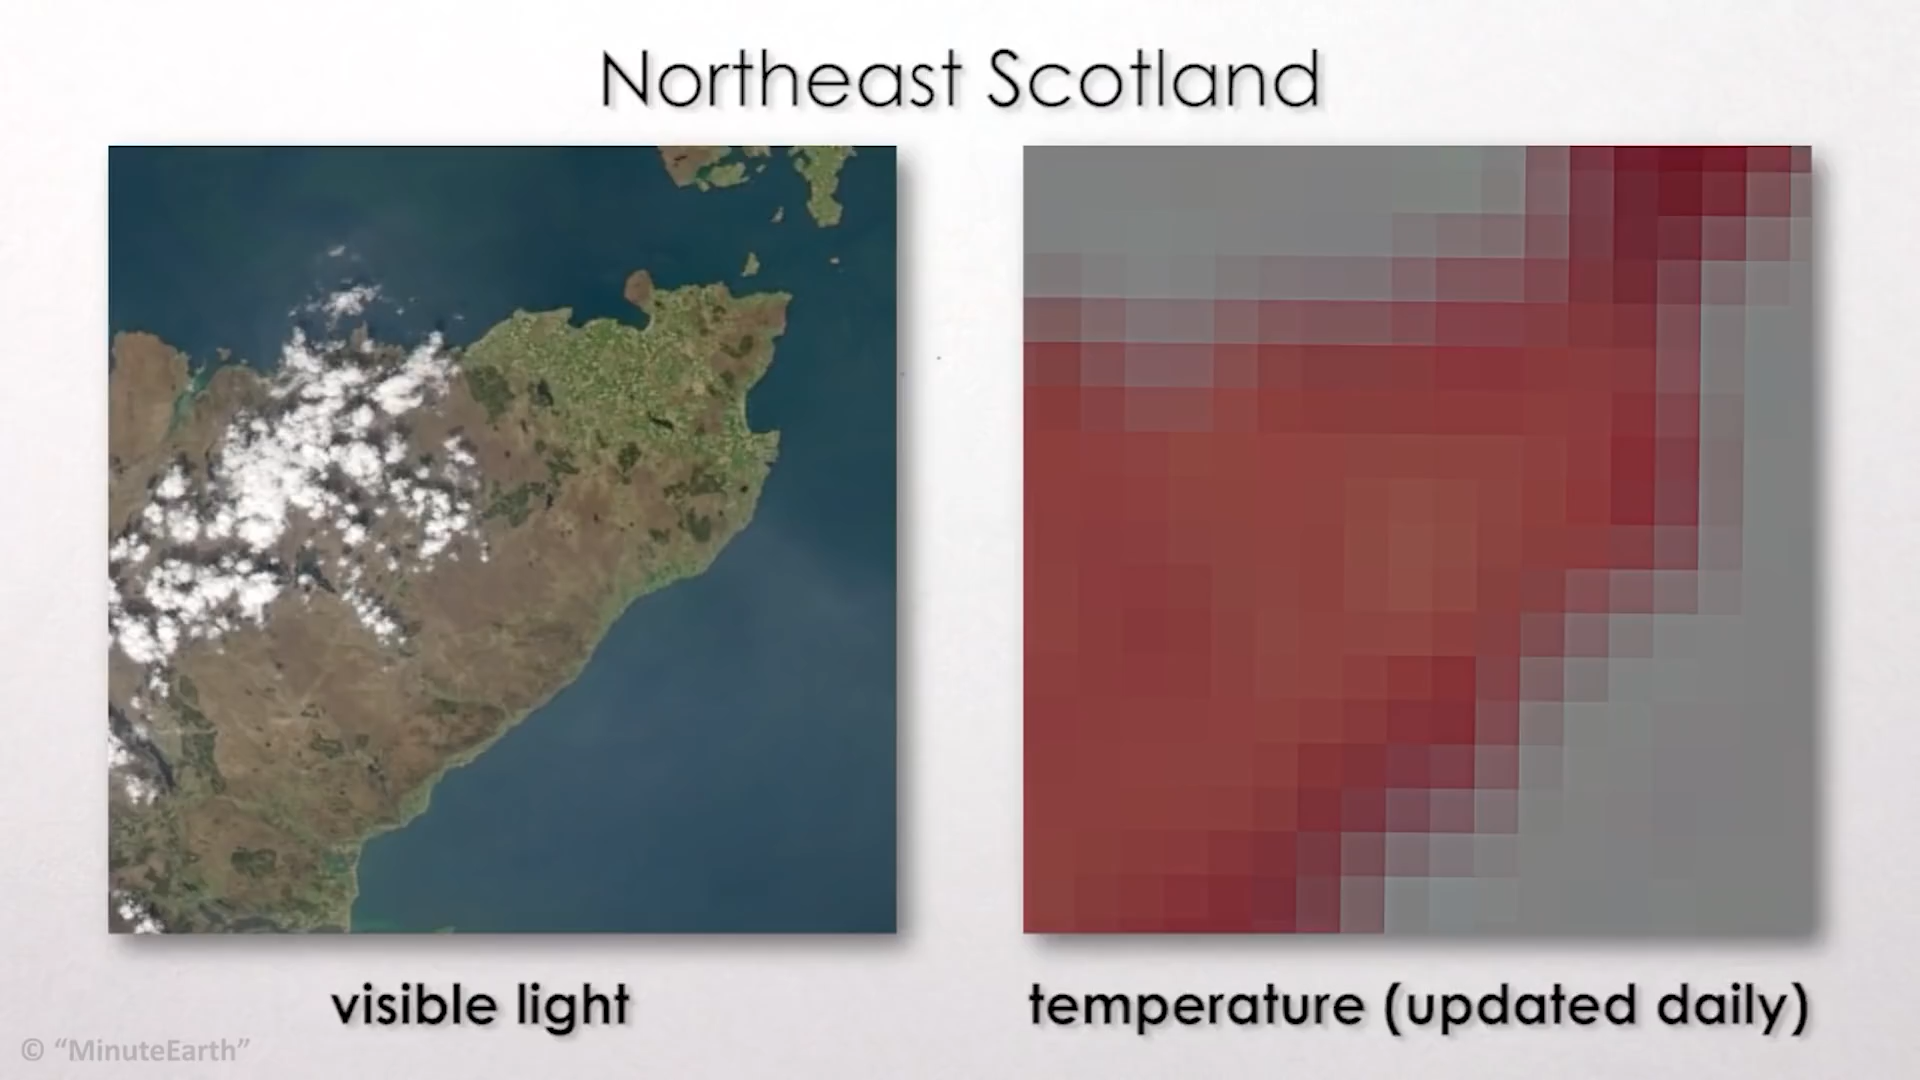 Northeast Scotland
visible light
temperature (updated daily)
© “MinuteEarth”